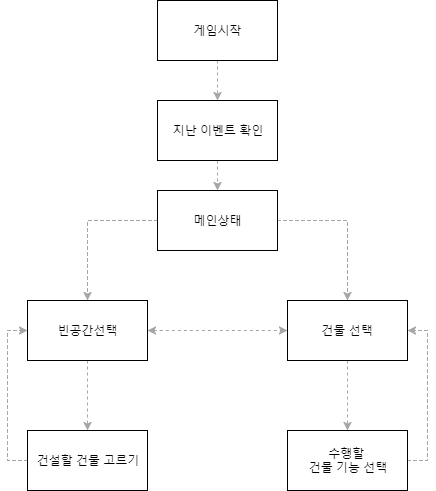 게임시작
지난 이벤트 확인
메인상태
빈공간선택
건물 선택
건설할 건물 고르기
수행할
건물 기능 선택